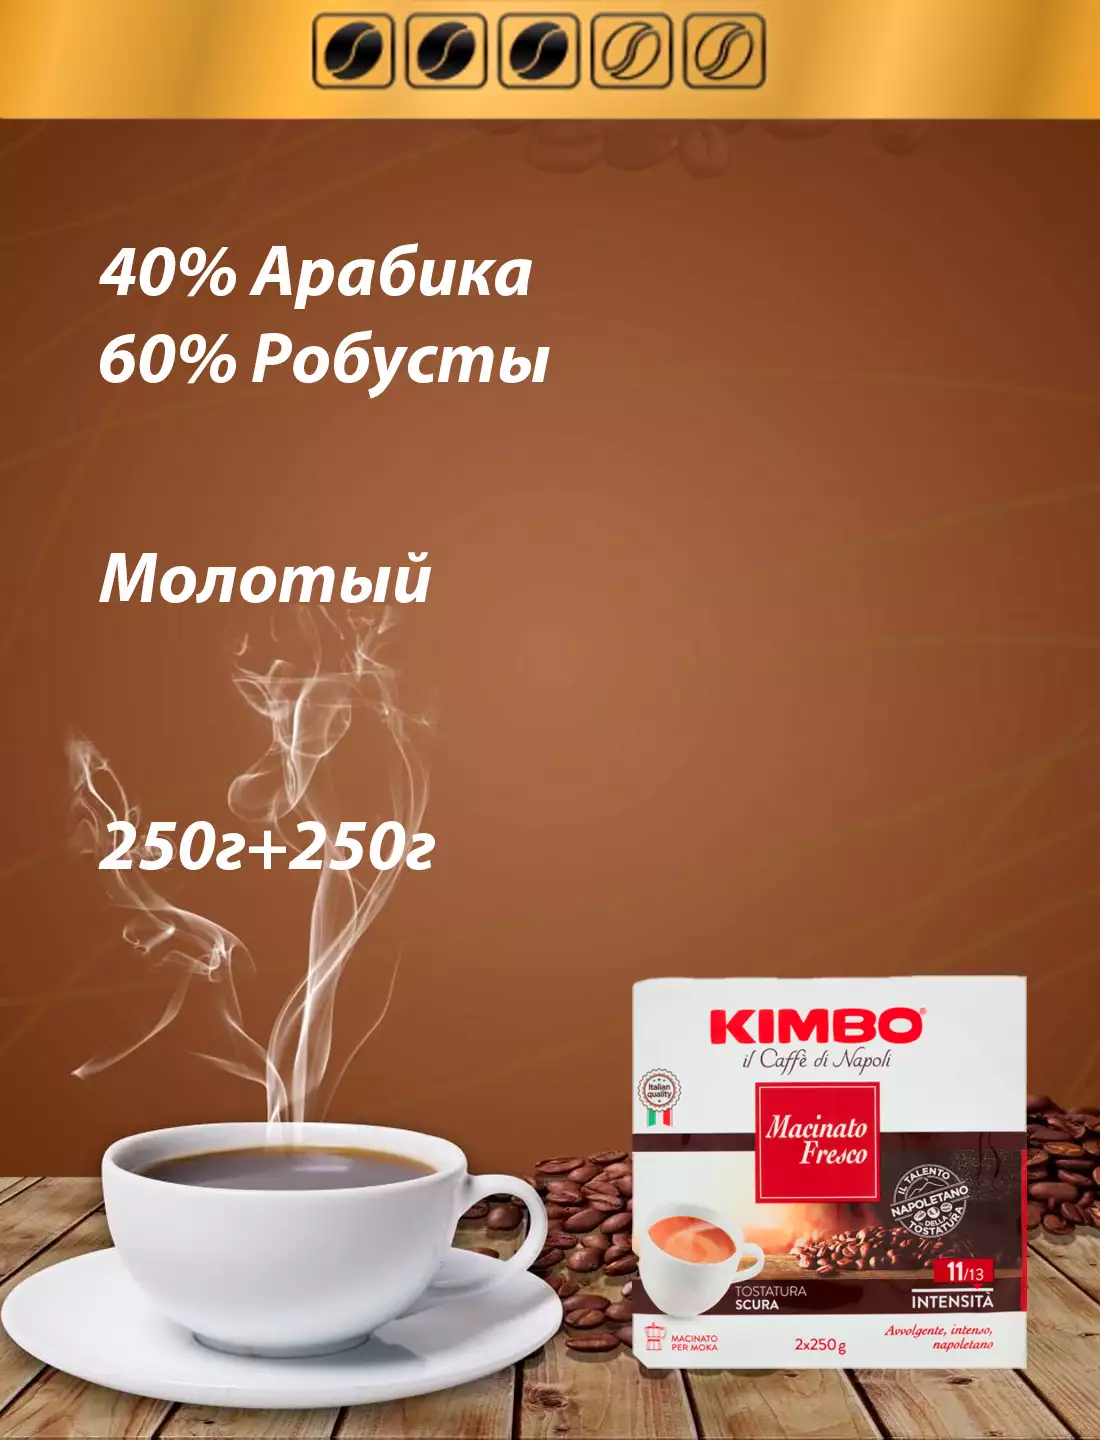 40% Арабика
60% Робусты
Молотый
250г+250г
KIMBO®
il Caffè di Napoli
Italian
quality
Macinato
Fresco
IL TALENTO
NAPOLETANO
DELLA
TOSTATURA
11/13
INTENSITÀ
TOSTATURA
SCURA
MACINATO
PER MOKA
2x250g
Avvolgente, intenso,
napoletano